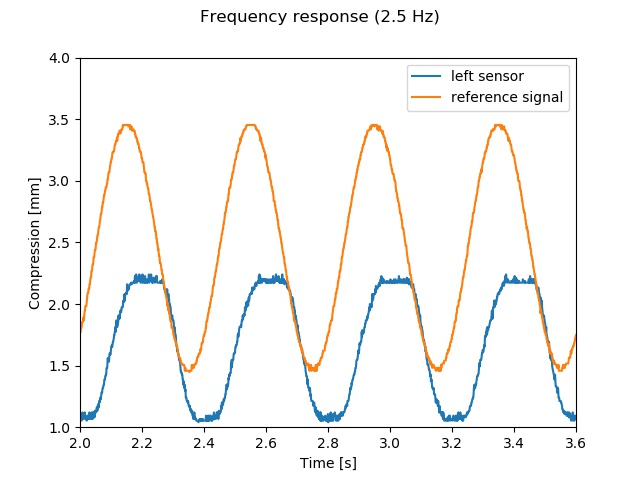 Frequency response (2.5 Hz)
4.0
3.5
3.0
2.5
2.0
1.5
1.0
Compression [mm]
left sensor
reference signal
2.0 2.2 2.4 2.6 2.8 3.0 3.2 3.4 3.6
Time [s]